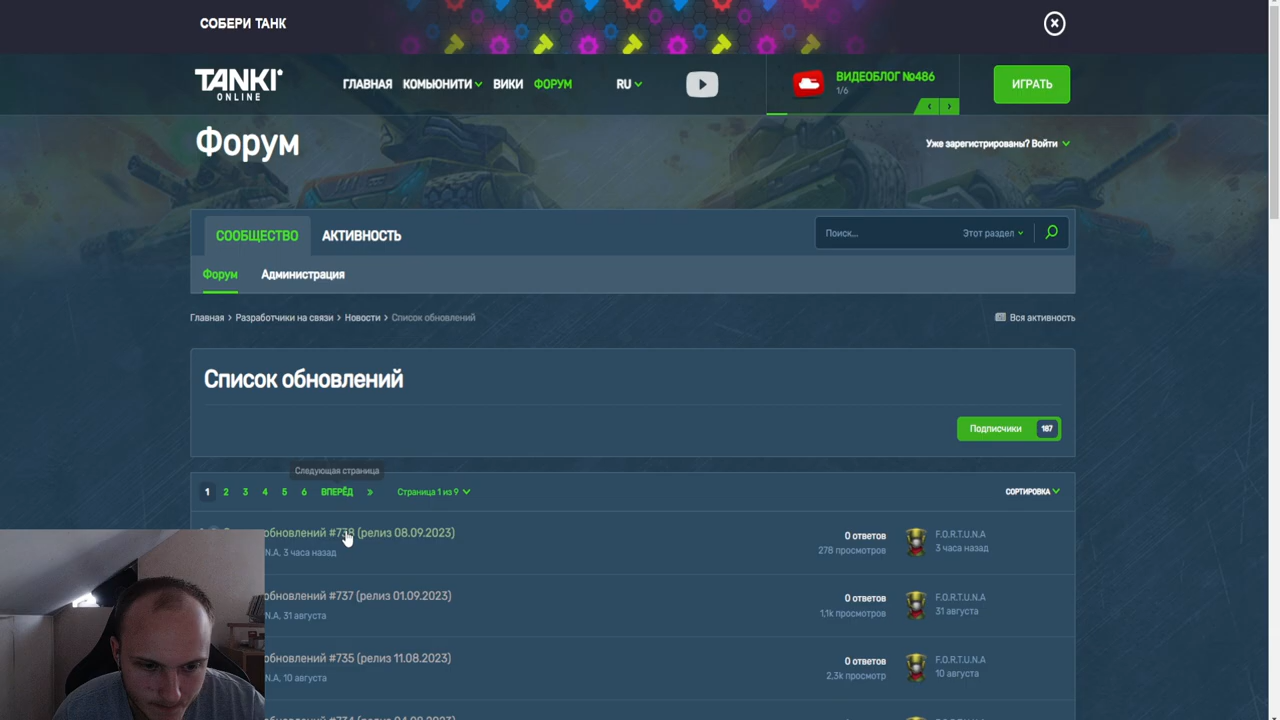 СОБЕРИ ТАНК
TANKI ONLINE
ГЛАВНАЯ КОМЬЮНИТИ ВИКИ ФОРУМ RU
ВИДЕОБЛОГ №486
1/6
ИГРАТЬ
Форум
Уже зарегистрированы? Войти
СООБЩЕСТВО АКТИВНОСТЬ
Поиск... Этот раздел
Форум Администрация
Главная > Разработчики на связи > Новости > Список обновлений
Вся активность
Список обновлений
Подписчики 187
Следующая страница
1 2 3 4 5 6 ВПЕРЁД » Страница 1 из 9
СОРТИРОВКА
обновлений #738 (релиз 08.09.2023)
N.A, 3 часа назад
0 ответов
278 просмотров
F.O.R.T.U.N.A
3 часа назад
обновлений #737 (релиз 01.09.2023)
N.A, 31 августа
0 ответов
1,1k просмотров
F.O.R.T.U.N.A
31 августа
обновлений #735 (релиз 11.08.2023)
N.A, 10 августа
0 ответов
2,3k просмотр
F.O.R.T.U.N.A
10 августа